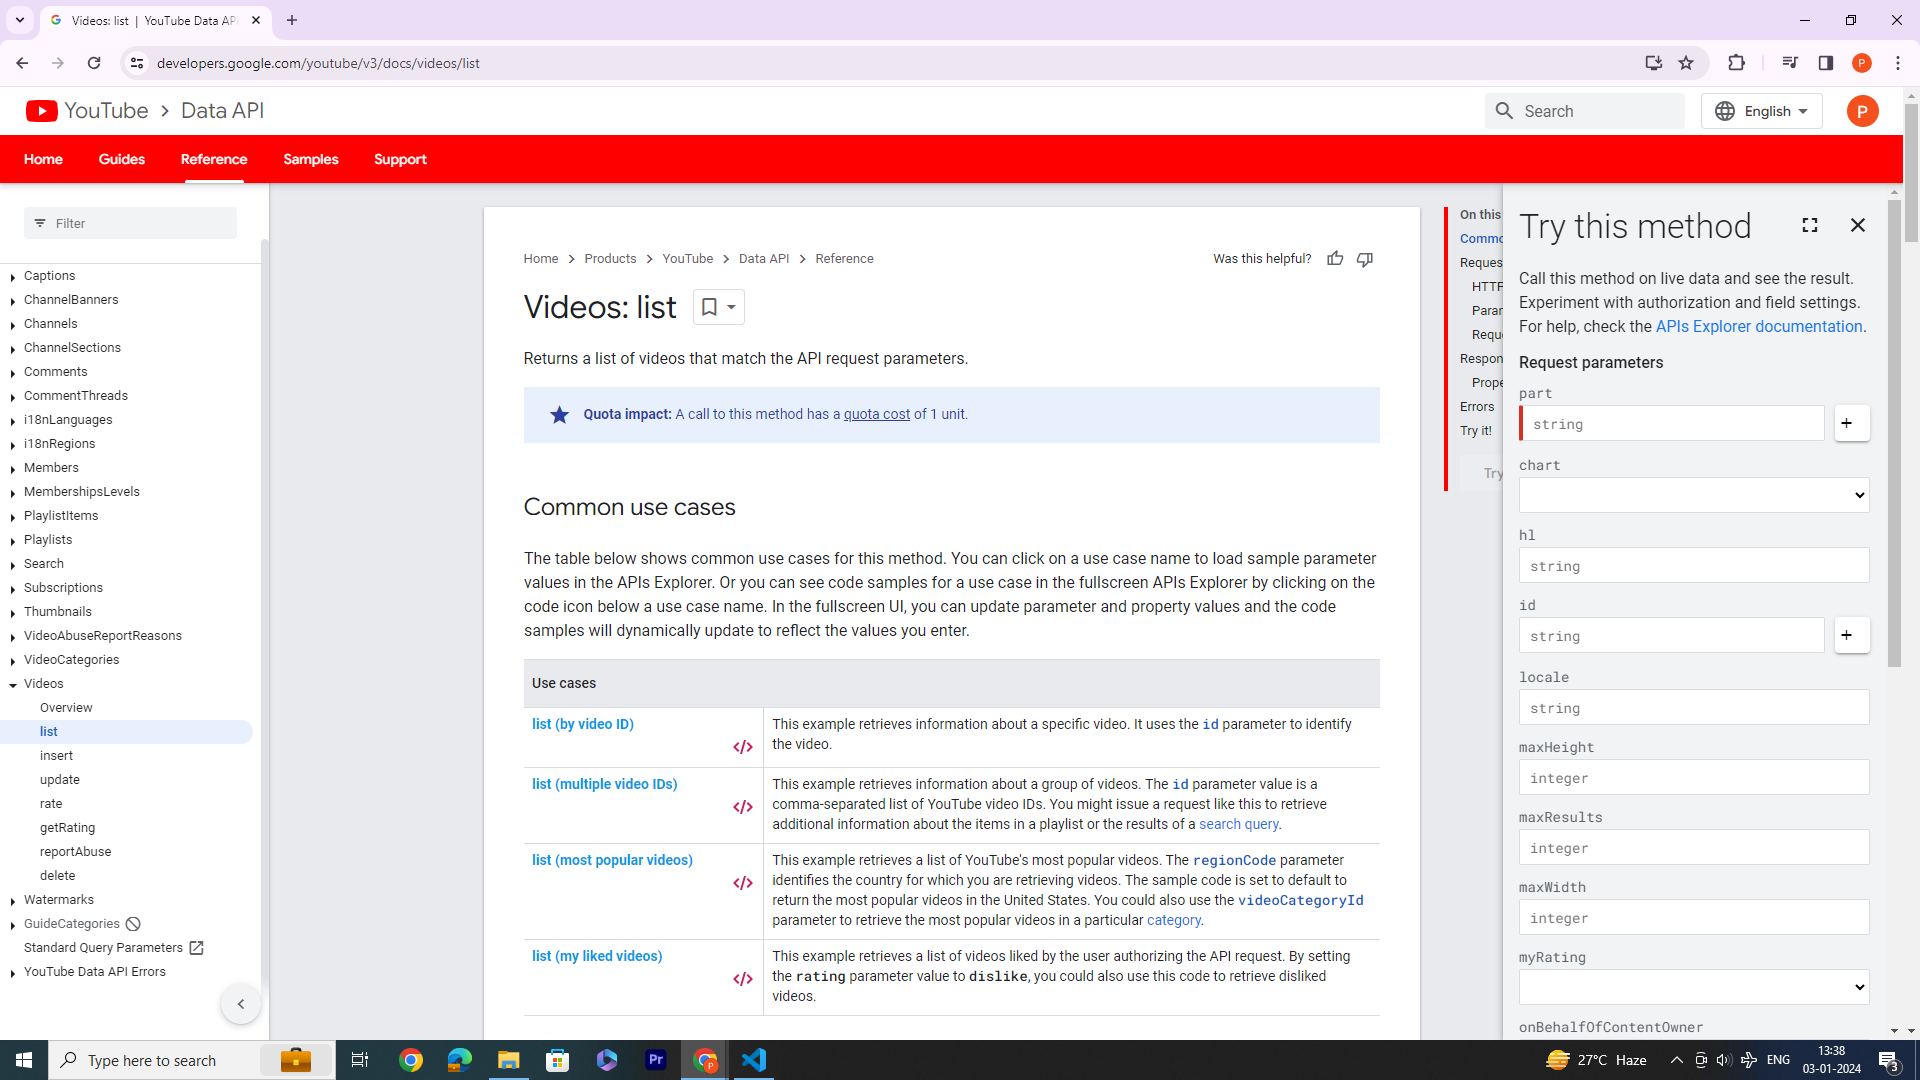 Videos: list | YouTube Data AP
developers.google.com/youtube/v3/docs/videos/list
P
YouTube
Data API
Search
English
P
Home
Guides
Reference
Samples
Support
Filter
Captions
ChannelBanners
Channels
ChannelSections
Comments
CommentThreads
i18nLanguages
i18nRegions
Members
MembershipsLevels
PlaylistItems
Playlists
Search
Subscriptions
Thumbnails
VideoAbuseReportReasons
VideoCategories
Videos
Overview
list
insert
update
rate
getRating
reportAbuse
delete
Watermarks
GuideCategories
Standard Query Parameters
YouTube Data API Errors
Home
Products
YouTube
Data API
Reference
Was this helpful?
Videos: list
Returns a list of videos that match the API request parameters.
Quota impact: A call to this method has a quota cost of 1 unit.
Common use cases
The table below shows common use cases for this method. You can click on a use case name to load sample parameter
values in the APIs Explorer. Or you can see code samples for a use case in the fullscreen APIs Explorer by clicking on the
code icon below a use case name. In the fullscreen UI, you can update parameter and property values and the code
samples will dynamically update to reflect the values you enter.
Use cases
list (by video ID)
This example retrieves information about a specific video. It uses the id parameter to identify
the video.
list (multiple video IDs)
This example retrieves information about a group of videos. The id parameter value is a
comma-separated list of YouTube video IDs. You might issue a request like this to retrieve
additional information about the items in a playlist or the results of a search query.
list (most popular videos)
This example retrieves a list of YouTube's most popular videos. The regionCode parameter
identifies the country for which you are retrieving videos. The sample code is set to default to
return the most popular videos in the United States. You could also use the videoCategoryId
parameter to retrieve the most popular videos in a particular category.
list (my liked videos)
This example retrieves a list of videos liked by the user authorizing the API request. By setting
the rating parameter value to dislike, you could also use this code to retrieve disliked
videos.
On this
Commo
Reques
HTTF
Parar
Reque
Respon
Prope
Errors
Try it!
Try
Try this method
Call this method on live data and see the result.
Experiment with authorization and field settings.
For help, check the APIs Explorer documentation.
Request parameters
part
string
+
chart
hl
string
id
string
+
locale
string
maxHeight
integer
maxResults
integer
maxWidth
integer
myRating
onBehalfOfContentOwner
Type here to search
Pr
P
27°C Haze
ENG
13:38
03-01-2024
3